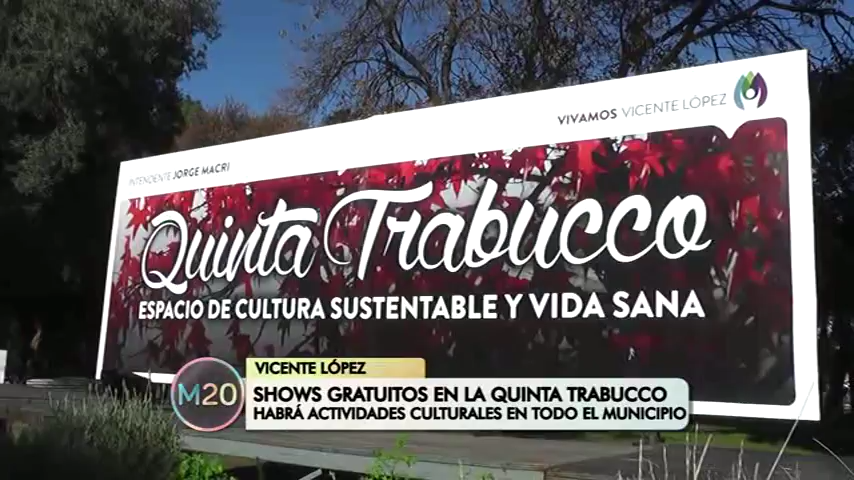 VIVAMOS VICENTE LÓPEZ
INTENDENTE JORGE MACRI
Quinta Trabucco
ESPACIO DE CULTURA SUSTENTABLE Y VIDA SANA
VICENTE LÓPEZ
M20
SHOWS GRATUITOS EN LA QUINTA TRABUCCO
HABRÁ ACTIVIDADES CULTURALES EN TODO EL MUNICIPIO